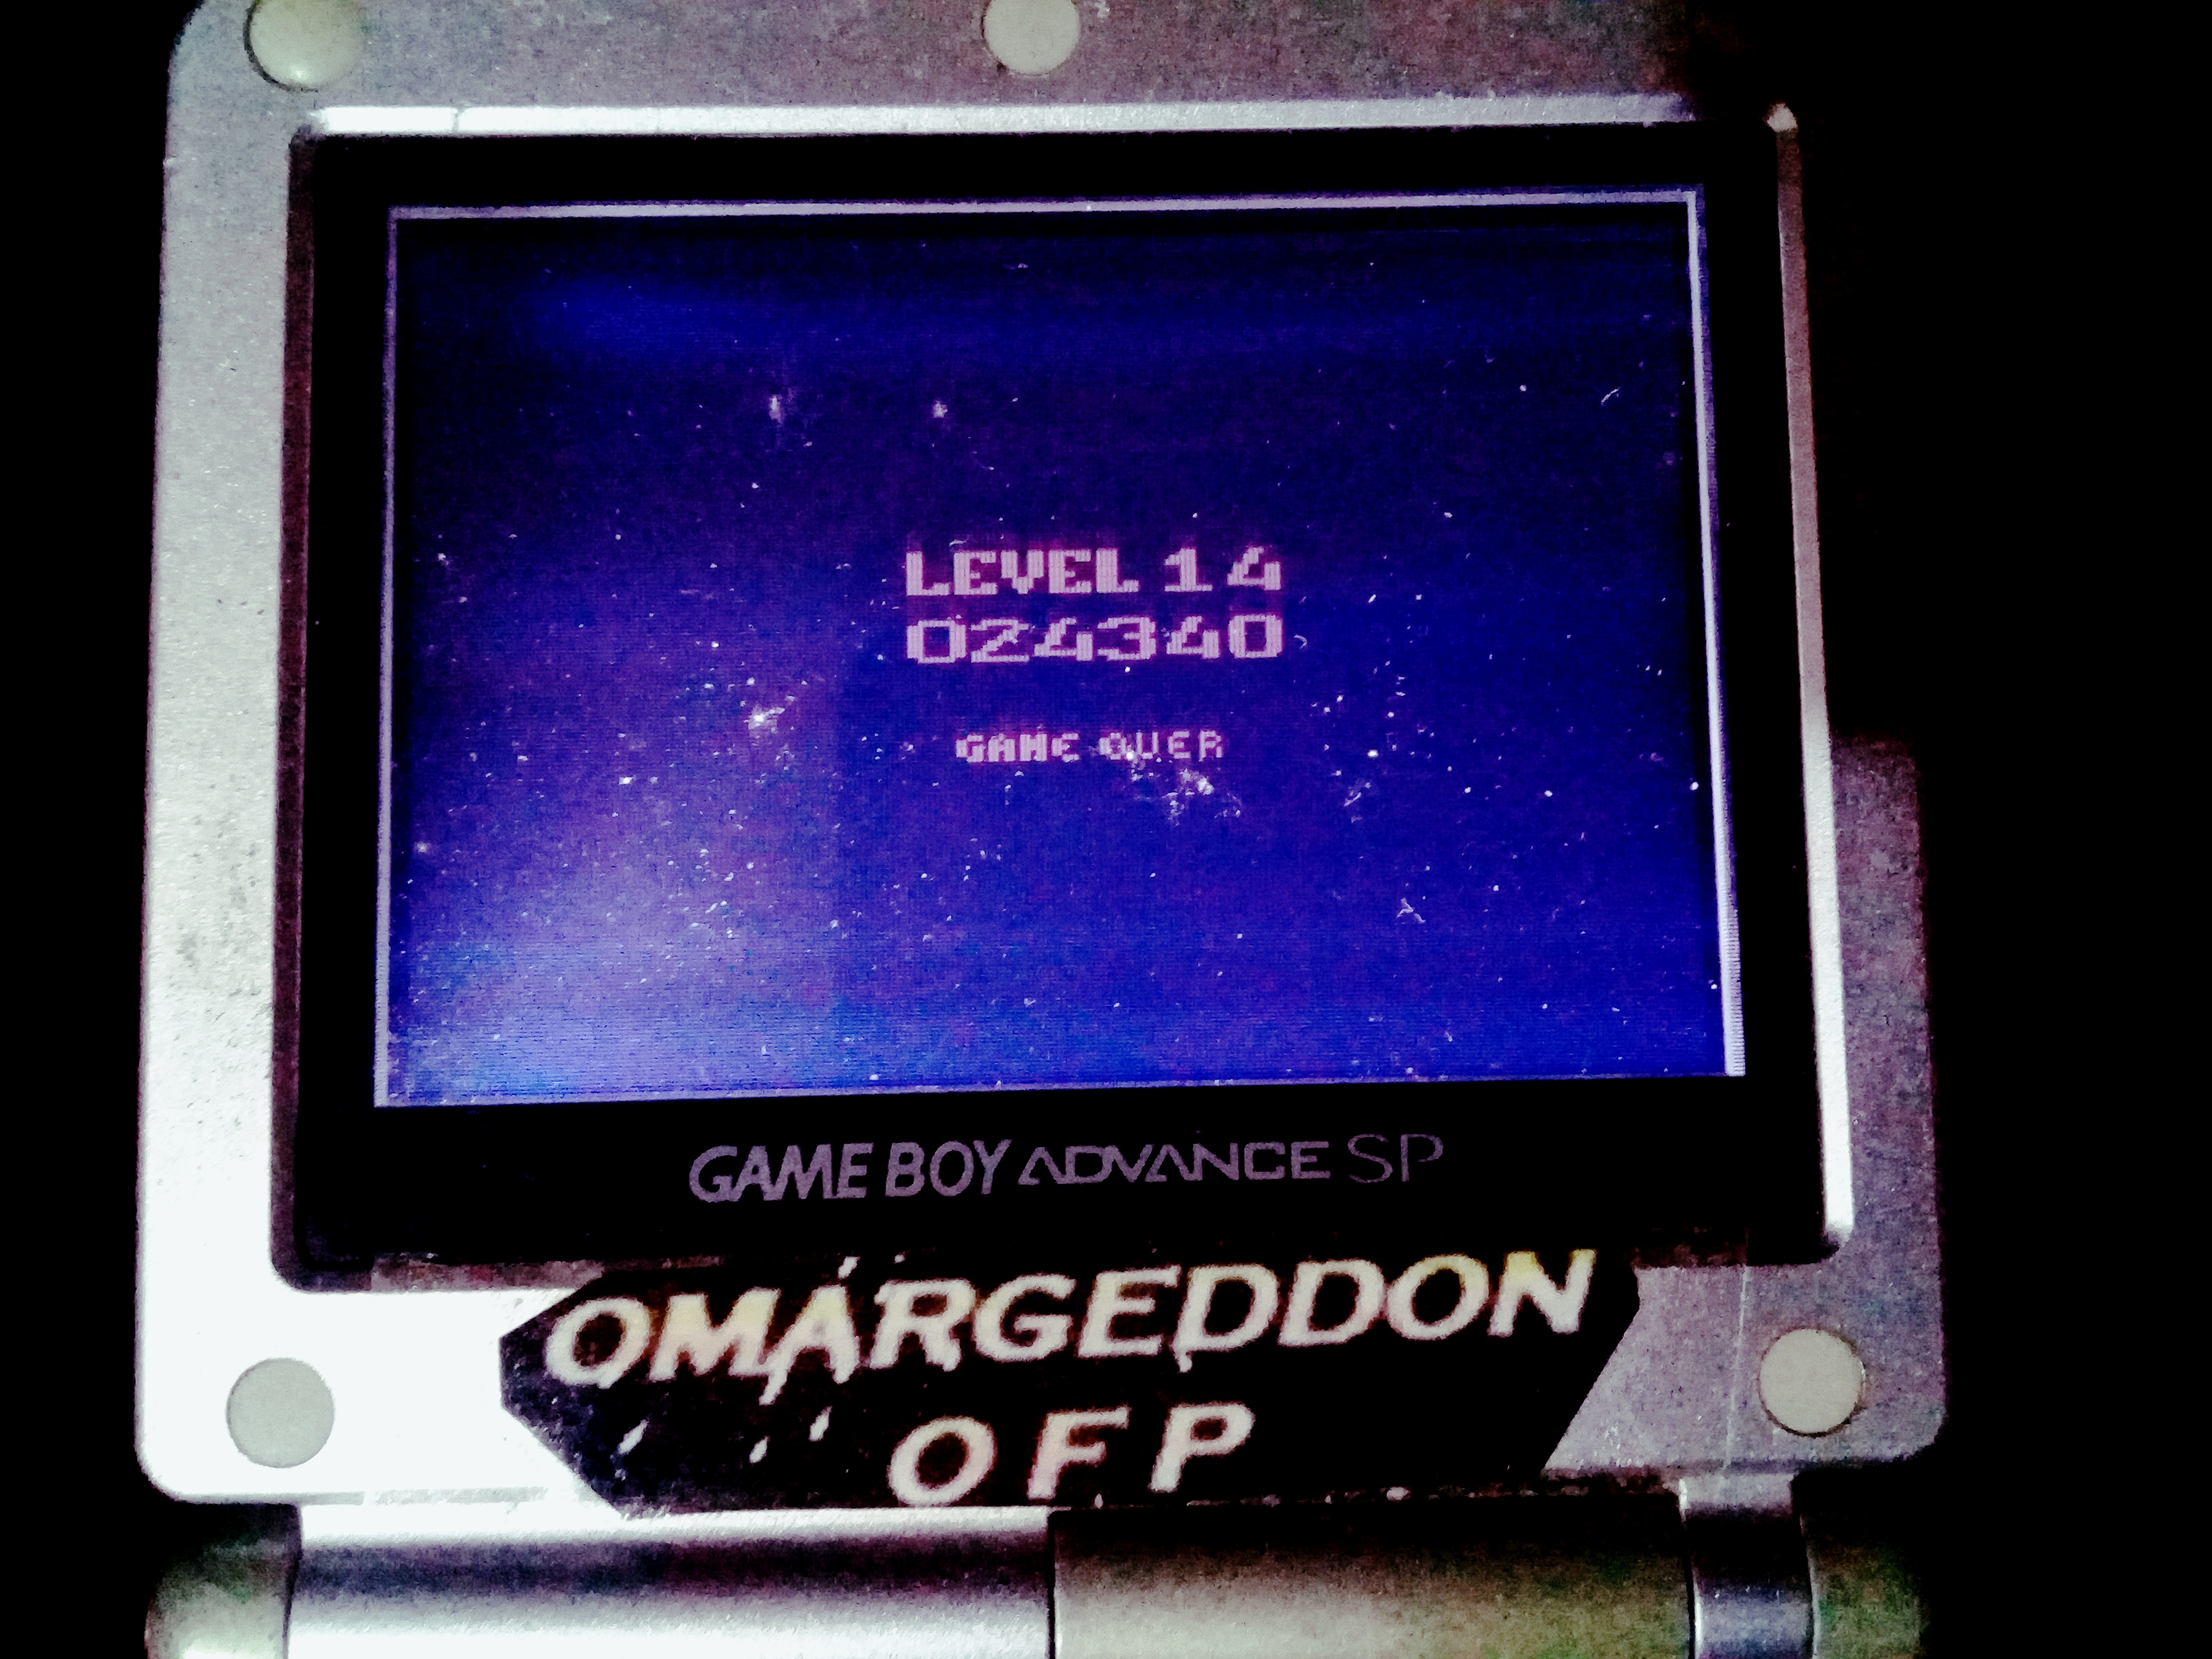 LEVEL 14
024340
GAME OVER
GAME BOY ADVANCE SP
OMARGEDDON
OFP